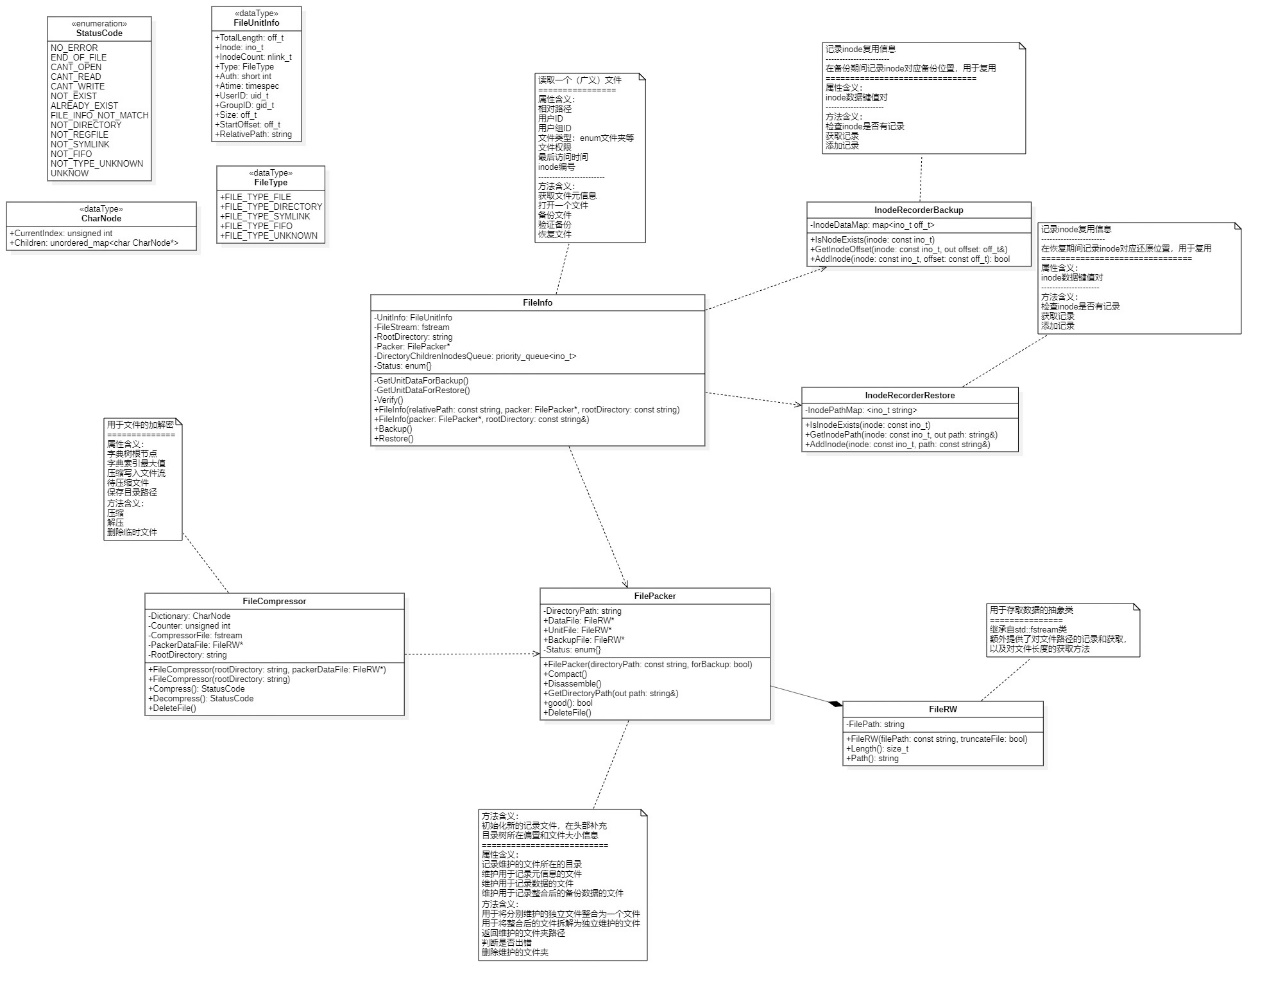 «enumeration»
StatusCode
NO_ERROR
END_OF_FILE
CANT_OPEN
CANT_READ
CANT_WRITE
NOT_EXIST
ALREADY_EXIST
FILE_INFO_NOT_MATCH
NOT_DIRECTORY
NOT_REGFILE
NOT_SYMLINK
NOT_FIFO
NOT_TYPE_UNKNOWN
UNKNOW
«dataType»
FileUnitInfo
+TotalLength: off_t
+Inode: ino_t
+InodeCount: nlink_t
+Type: FileType
+Auth: short int
+Atime: timespec
+UserID: uid_t
+GroupID: gid_t
+Size: off_t
+StartOffset: off_t
+RelativePath: string
«dataType»
FileType
+FILE_TYPE_FILE
+FILE_TYPE_DIRECTORY
+FILE_TYPE_SYMLINK
+FILE_TYPE_FIFO
+FILE_TYPE_UNKNOWN
«dataType»
CharNode
+CurrentIndex: unsigned int
+Children: unordered_map<char CharNode*>
读取一个（广义）文件
================
属性含义：
相对路径
用户ID
用户组ID
文件类型：enum文件夹等
文件权限
最后访问时间
inode编号
-----------------------
方法含义：
获取文件元信息
打开一个文件
备份文件
验证备份
恢复文件
记录inode复用信息
----------------------
在备份期间记录inode对应备份位置，用于复用
===============================
属性含义：
inode数据键值对
--------------------
方法含义：
检查inode是否有记录
获取记录
添加记录
InodeRecorderBackup
-InodeDataMap: map<ino_t off_t>
+IsNodeExists(inode: const ino_t)
+GetInodeOffset(inode: const ino_t, out offset: off_t&)
+AddInode(inode: const ino_t, offset: const off_t): bool
记录inode复用信息
----------------------
在恢复期间记录inode对应还原位置，用于复用
===============================
属性含义：
inode数据键值对
--------------------
方法含义：
检查inode是否有记录
获取记录
添加记录
FileInfo
-UnitInfo: FileUnitInfo
-FileStream: fstream
-RootDirectory: string
-Packer: FilePacker*
-DirectoryChildrenInodesQueue: priority_queue<ino_t>
-Status: enum{}
-GetUnitDataForBackup()
-GetUnitDataForRestore()
-Verify()
+FileInfo(relativePath: const string, packer: FilePacker*, rootDirectory: const string)
+FileInfo(packer: FilePacker*, rootDirectory: const string&)
+Backup()
+Restore()
InodeRecorderRestore
-InodePathMap: <ino_t string>
+IsInodeExists(inode: const ino_t)
+GetInodePath(inode: const ino_t, out path: string&)
+AddInode(inode: const ino_t, path: const string&)
用于文件的加解密
==============
属性含义：
字典树根节点
字典索引最大值
压缩写入文件流
待压缩文件
保存目录路径
方法含义：
压缩
解压
删除临时文件
FileCompressor
-Dictionary: CharNode
-Counter: unsigned int
-CompressorFile: fstream
-PackerDataFile: FileRW*
-RootDirectory: string
+FileCompressor(rootDirectory: string, packerDataFile: FileRW*)
+FileCompressor(rootDirectory: string)
+Compress(): StatusCode
+Decompress(): StatusCode
+DeleteFile()
FilePacker
-DirectoryPath: string
+DataFile: FileRW*
+UnitFile: FileRW*
+BackupFile: FileRW*
-Status: enum{}
+FilePacker(directoryPath: const string, forBackup: bool)
+Compact()
+Disassemble()
+GetDirectoryPath(out path: string&)
+good(): bool
+DeleteFile()
用于存取数据的抽象类
===============
继承自std::fstream类
额外提供了对文件路径的记录和获取，
以及对文件长度的获取方法
FileRW
-FilePath: string
+FileRW(filePath: const string, truncateFile: bool)
+Length(): size_t
+Path(): string
方法含义：
初始化新的记录文件，在头部补充
目录树所在偏置和文件大小信息
==========================
属性含义：
记录维护的文件所在的目录
维护用于记录元信息的文件
维护用于记录数据的文件
维护用于记录整合后的备份数据的文件
方法含义：
用于将分别维护的独立文件整合为一个文件
用于将整合后的文件拆解为独立维护的文件
返回维护的文件夹路径
判断是否出错
删除维护的文件夹